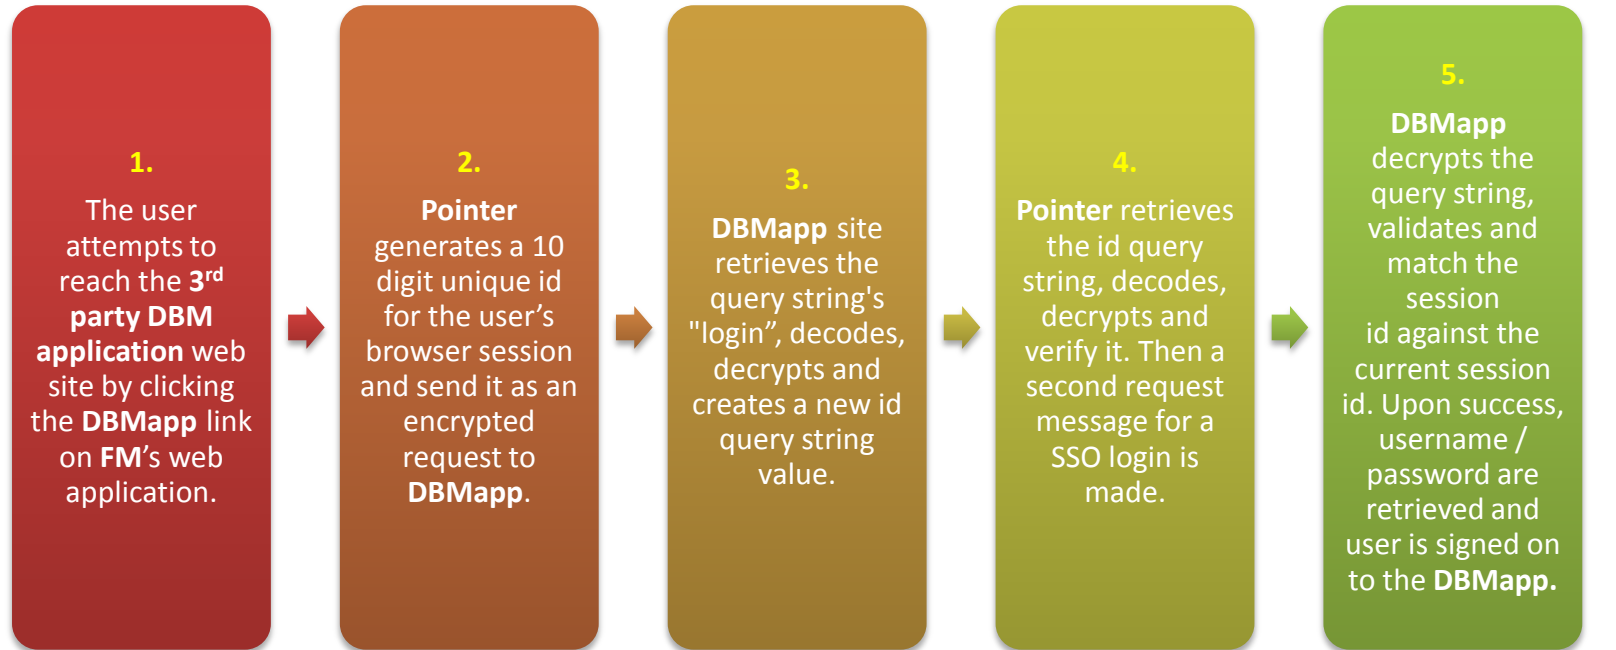 1.
The user
attempts to
reach the 3rd
party DBM
application web
site by clicking
the DBMapp link
on FM’s web
application.
2.
Pointer
generates a 10
digit unique id
for the user’s
browser session
and send it as an
encrypted
request to
DBMapp.
3.
DBMapp site
retrieves the
query string's
"login”, decodes,
decrypts and
creates a new id
query string
value.
4.
Pointer retrieves
the id query
string, decodes,
decrypts and
verify it. Then a
second request
message for a
SSO login is
made.
5.
DBMapp
decrypts the
query string,
validates and
match the
session
id against the
current session
id. Upon success,
username /
password are
retrieved and
user is signed on
to the DBMapp.